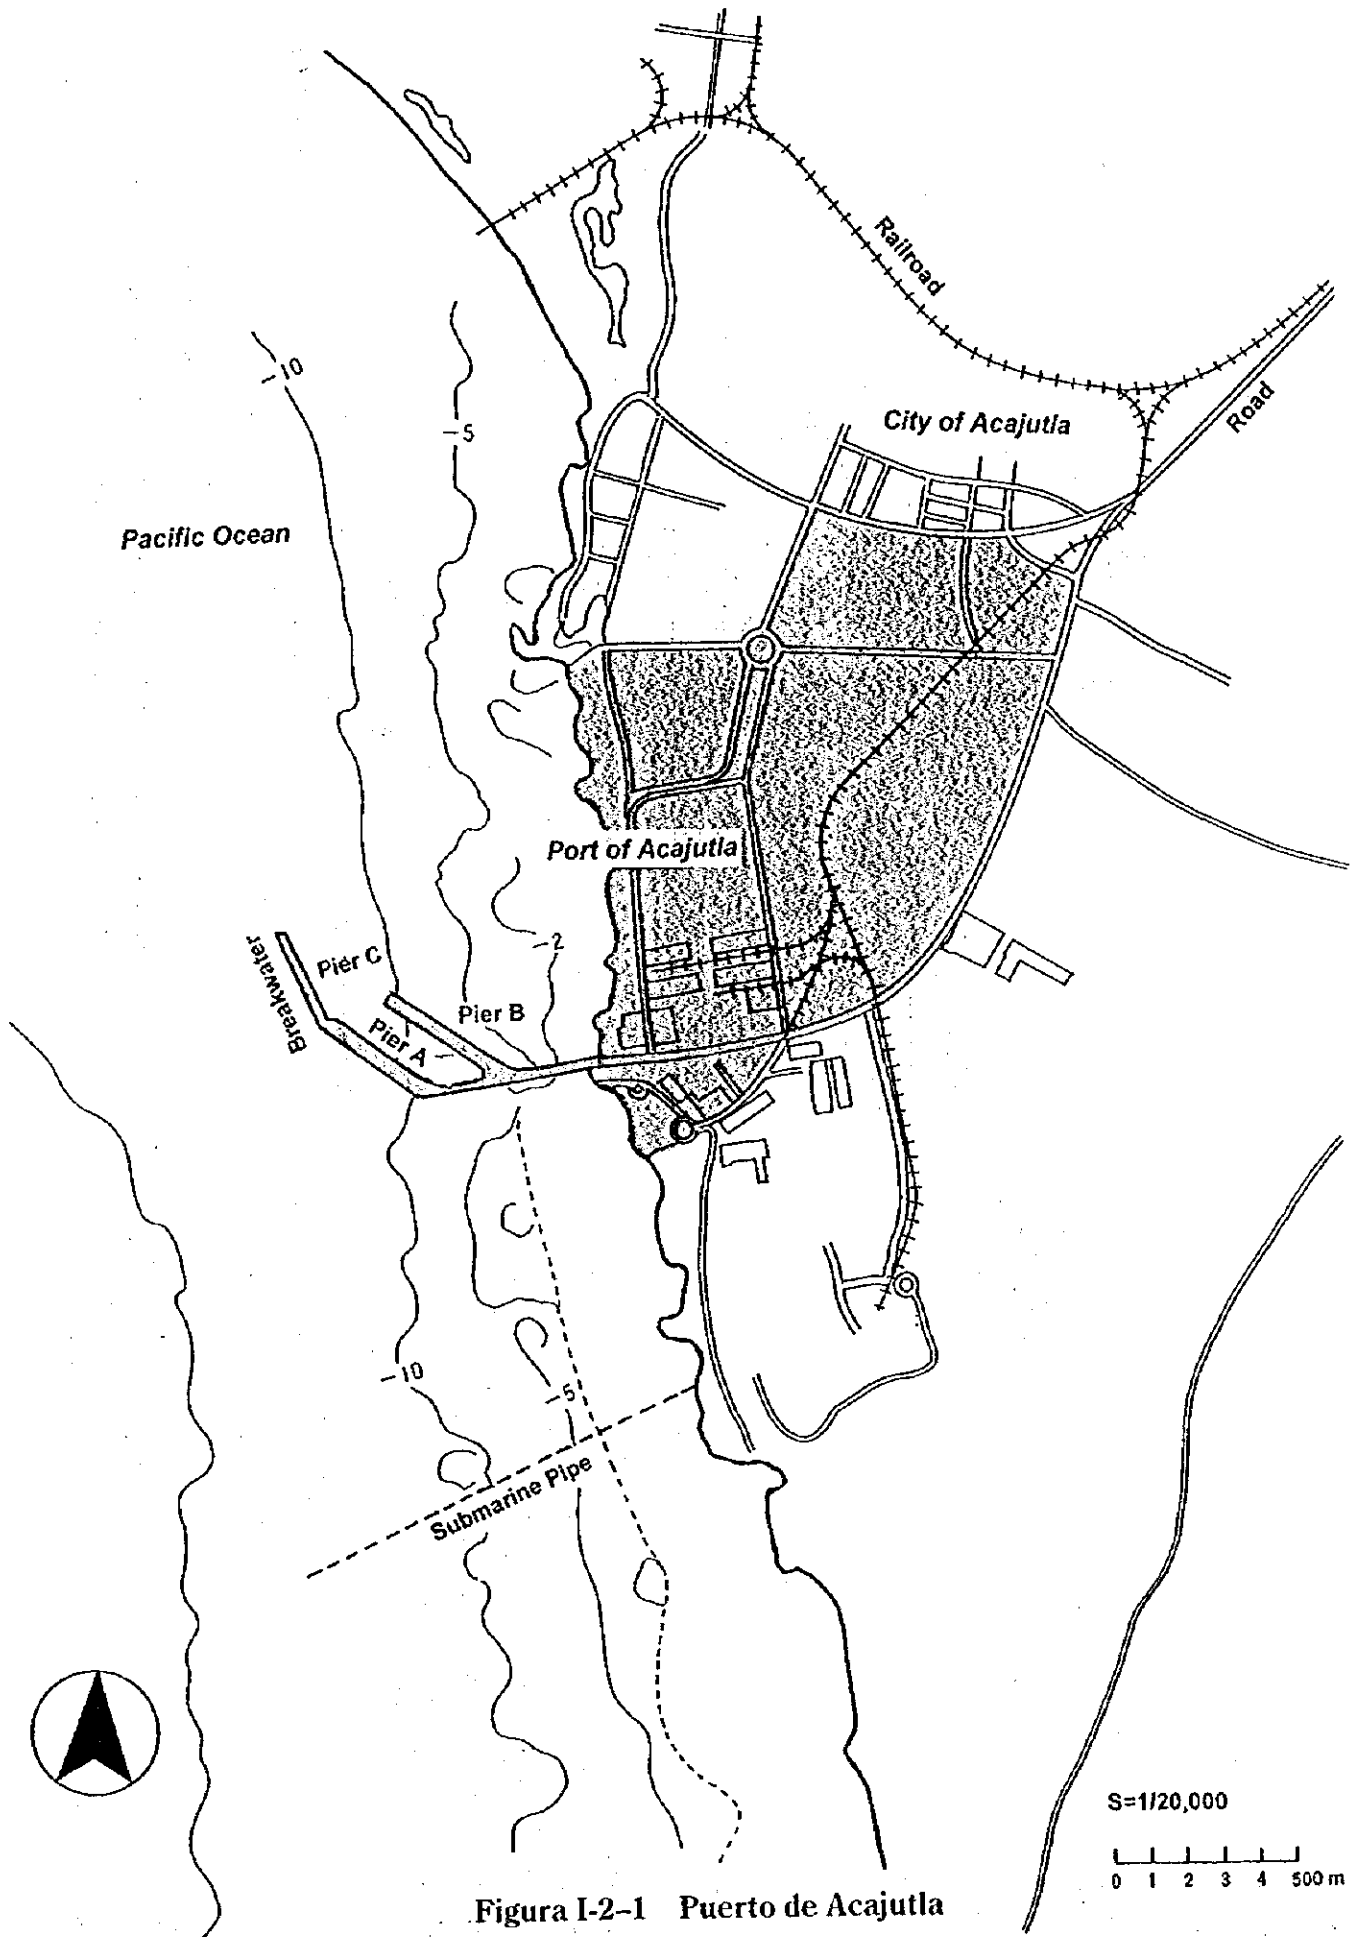 Railroad
-10
-5
City of Acajutla
Road
Pacific Ocean
Port of Acajutla
-2
Breakwater
Pier C
Pier B
Pier A
-10
-5
Submarine Pipe
S=1/20,000
0 1 2 3 4 500 m
Figura I-2-1 Puerto de Acajutla